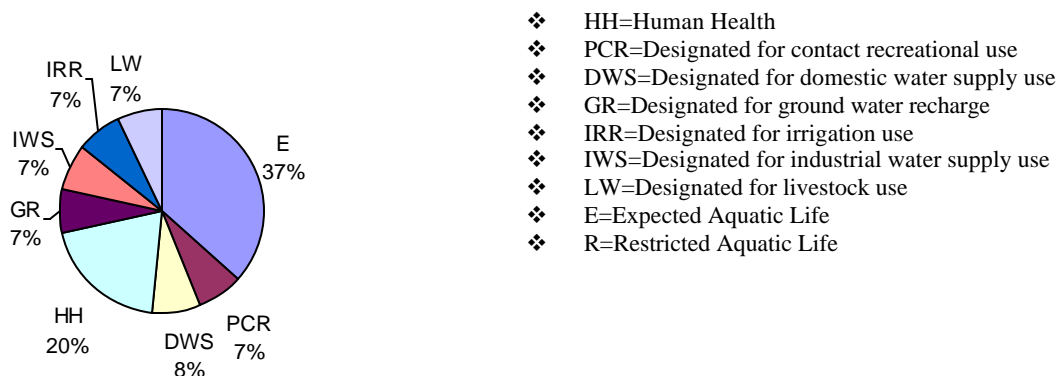 LW
7%
IRR
7%
IWS
7%
GR
7%
HH
20%
DWS
8%
PCR
7%
E
37%
❖ HH=Human Health
❖ PCR=Designated for contact recreational use
❖ DWS=Designated for domestic water supply use
❖ GR=Designated for ground water recharge
❖ IRR=Designated for irrigation use
❖ IWS=Designated for industrial water supply use
❖ LW=Designated for livestock use
❖ E=Expected Aquatic Life
❖ R=Restricted Aquatic Life